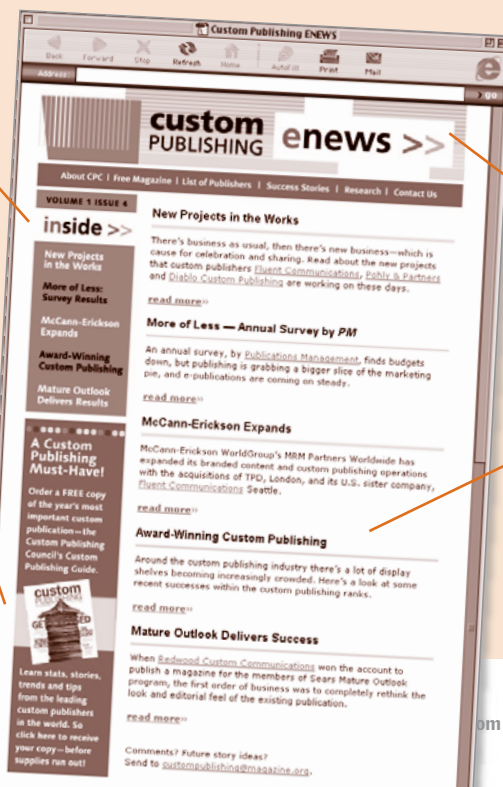 Custom Publishing ENEWS
Back Forward Stop Refresh Home AutoFill Print Mail
Address
> go
custom
PUBLISHING
enews >>
About CPC | Free Magazine | List of Publishers | Success Stories | Research | Contact Us
VOLUME 1 ISSUE 4
inside >>
New Projects
in the Works
More of Less:
Survey Results
McCann-Erickson
Expands
Award-Winning
Custom Publishing
Mature Outlook
Delivers Results
A Custom
Publishing
Must-Have!
Order a FREE copy
of the year's most
important custom
publication—the
Custom Publishing
Council's Custom
Publishing Guide.
custom
PUBLISHING
Learn stats, stories,
trends and tips
from the leading
custom publishers
in the world. So
click here to receive
your copy—before
supplies run out!
New Projects in the Works
There's business as usual, then there's new business—which is
cause for celebration and sharing. Read about the new projects
that custom publishers Fluent Communications, Pohly & Partners
and Diablo Custom Publishing are working on these days.
read more»
More of Less — Annual Survey by PM
An annual survey, by Publications Management, finds budgets
down, but publishing is grabbing a bigger slice of the marketing
pie, and e-publications are coming on steady.
read more»
McCann-Erickson Expands
McCann-Erickson WorldGroup's MRM Partners Worldwide has
expanded its branded content and custom publishing operations
with the acquisitions of TPD, London, and its U.S. sister company,
Fluent Communications Seattle.
read more»
Award-Winning Custom Publishing
Around the custom publishing industry there's a lot of display
shelves becoming increasingly crowded. Here's a look at some
recent successes within the custom publishing ranks.
read more»
Mature Outlook Delivers Success
When Redwood Custom Communications won the account to
publish a magazine for the members of Sears Mature Outlook
program, the first order of business was to completely rethink the
look and editorial feel of the existing publication.
read more»
Comments? Future story ideas?
Send to custompublishing@magazine.org.
om